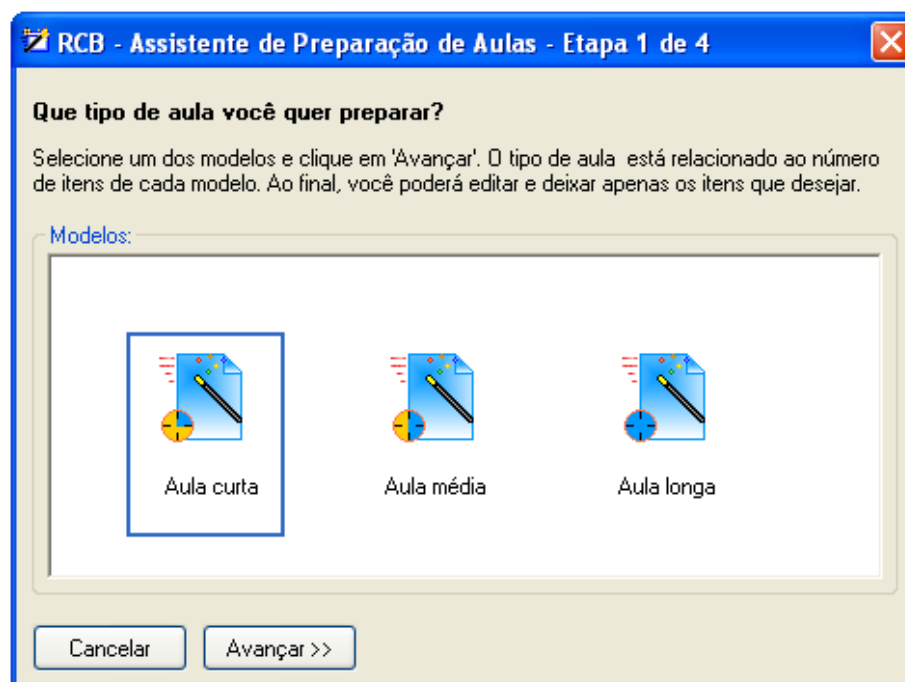 RCB - Assistente de Preparação de Aulas - Etapa 1 de 4
Que tipo de aula você quer preparar?
Selecione um dos modelos e clique em 'Avançar'. O tipo de aula  está relacionado ao número
de itens de cada modelo. Ao final, você poderá editar e deixar apenas os itens que desejar.
Modelos:
Aula curta
Aula média
Aula longa
Cancelar
Avançar >>